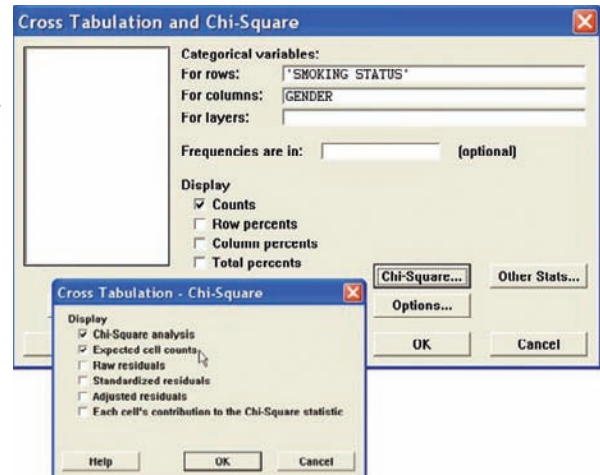 Cross Tabulation and Chi-Square
Categorical variables:
For rows: 'SMOKING STATUS'
For columns: GENDER
For layers:
Frequencies are in: (optional)
Display
Counts
Row percents
Column percents
Total percents
Chi-Square... Other Stats...
Options...
OK Cancel
Cross Tabulation - Chi-Square
Display
Chi-Square analysis
Expected cell counts
Raw residuals
Standardized residuals
Adjusted residuals
Each cell's contribution to the Chi-Square statistic
Help OK Cancel